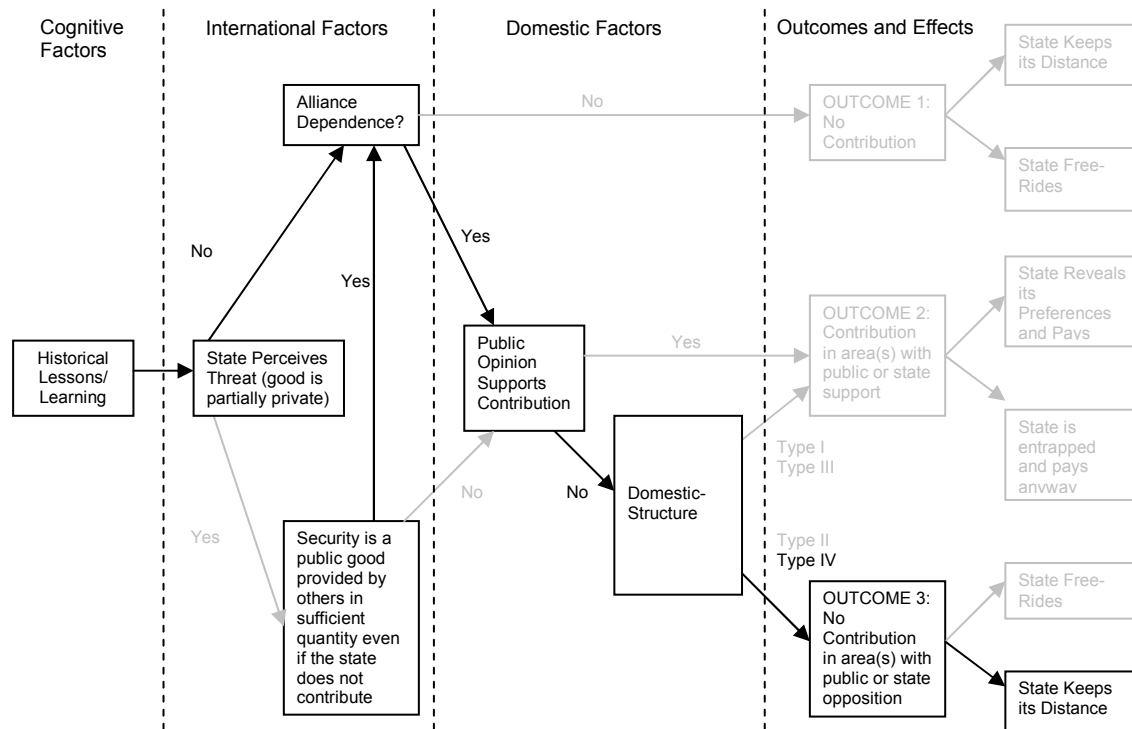 Cognitive
Factors
International Factors
Domestic Factors
Outcomes and Effects
State Keeps
its Distance
Alliance
Dependence?
No
OUTCOME 1:
No
Contribution
State Free-
Rides
No
Yes
Yes
Historical
Lessons/
Learning
State Perceives
Threat (good is
partially private)
Public
Opinion
Supports
Contribution
Yes
OUTCOME 2:
Contribution
in area(s) with
public or state
support
State Reveals
its
Preferences
and Pays
State is
entrapped
and pays
anyway
Type I
Type III
Yes
No
No
Domestic-
Structure
Type II
Type IV
Security is a
public good
provided by
others in
sufficient
quantity even
if the state
does not
contribute
OUTCOME 3:
No
Contribution
in area(s) with
public or state
opposition
State Free-
Rides
State Keeps
its Distance